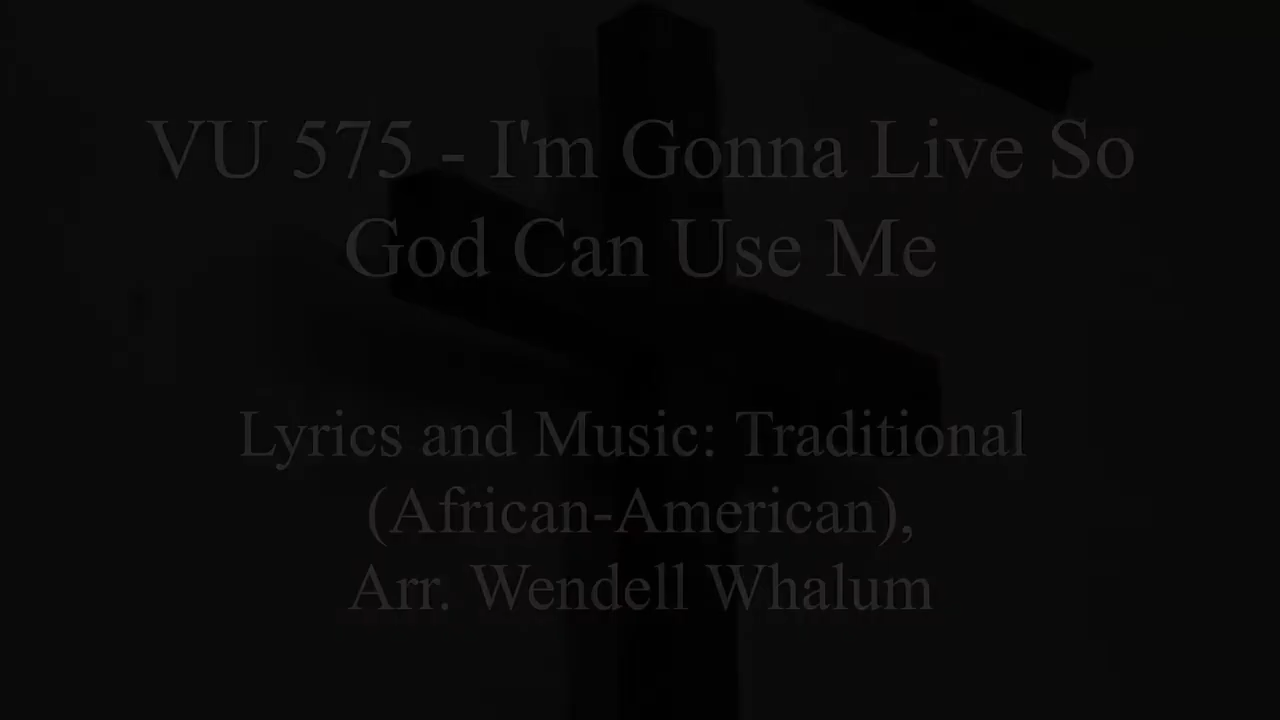 VU 575 - I'm Gonna Live So
God Can Use Me
Lyrics and Music: Traditional
(African-American),
Arr. Wendell Whalum